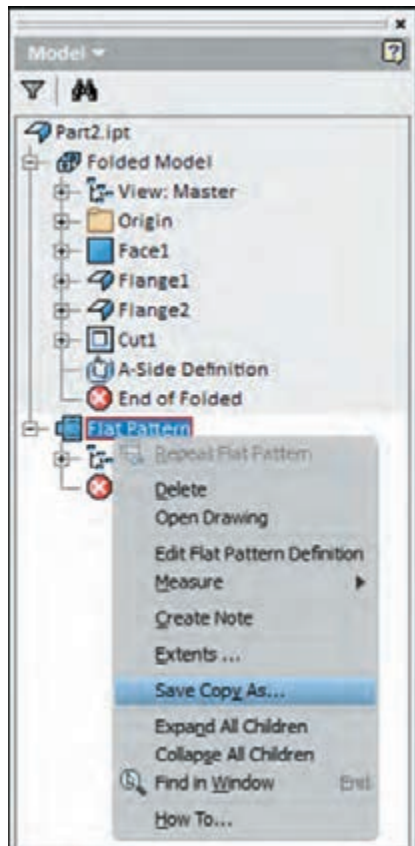 Model
Part2.ipt
Folded Model
View: Master
Origin
Face1
Flange1
Flange2
Cut1
A-Side Definition
End of Folded
Flat Pattern
Repeat Flat Pattern
Delete
Open Drawing
Edit Flat Pattern Definition
Measure
Create Note
Extents ...
Save Copy As...
Expand All Children
Collapse All Children
Find in Window End
How To...